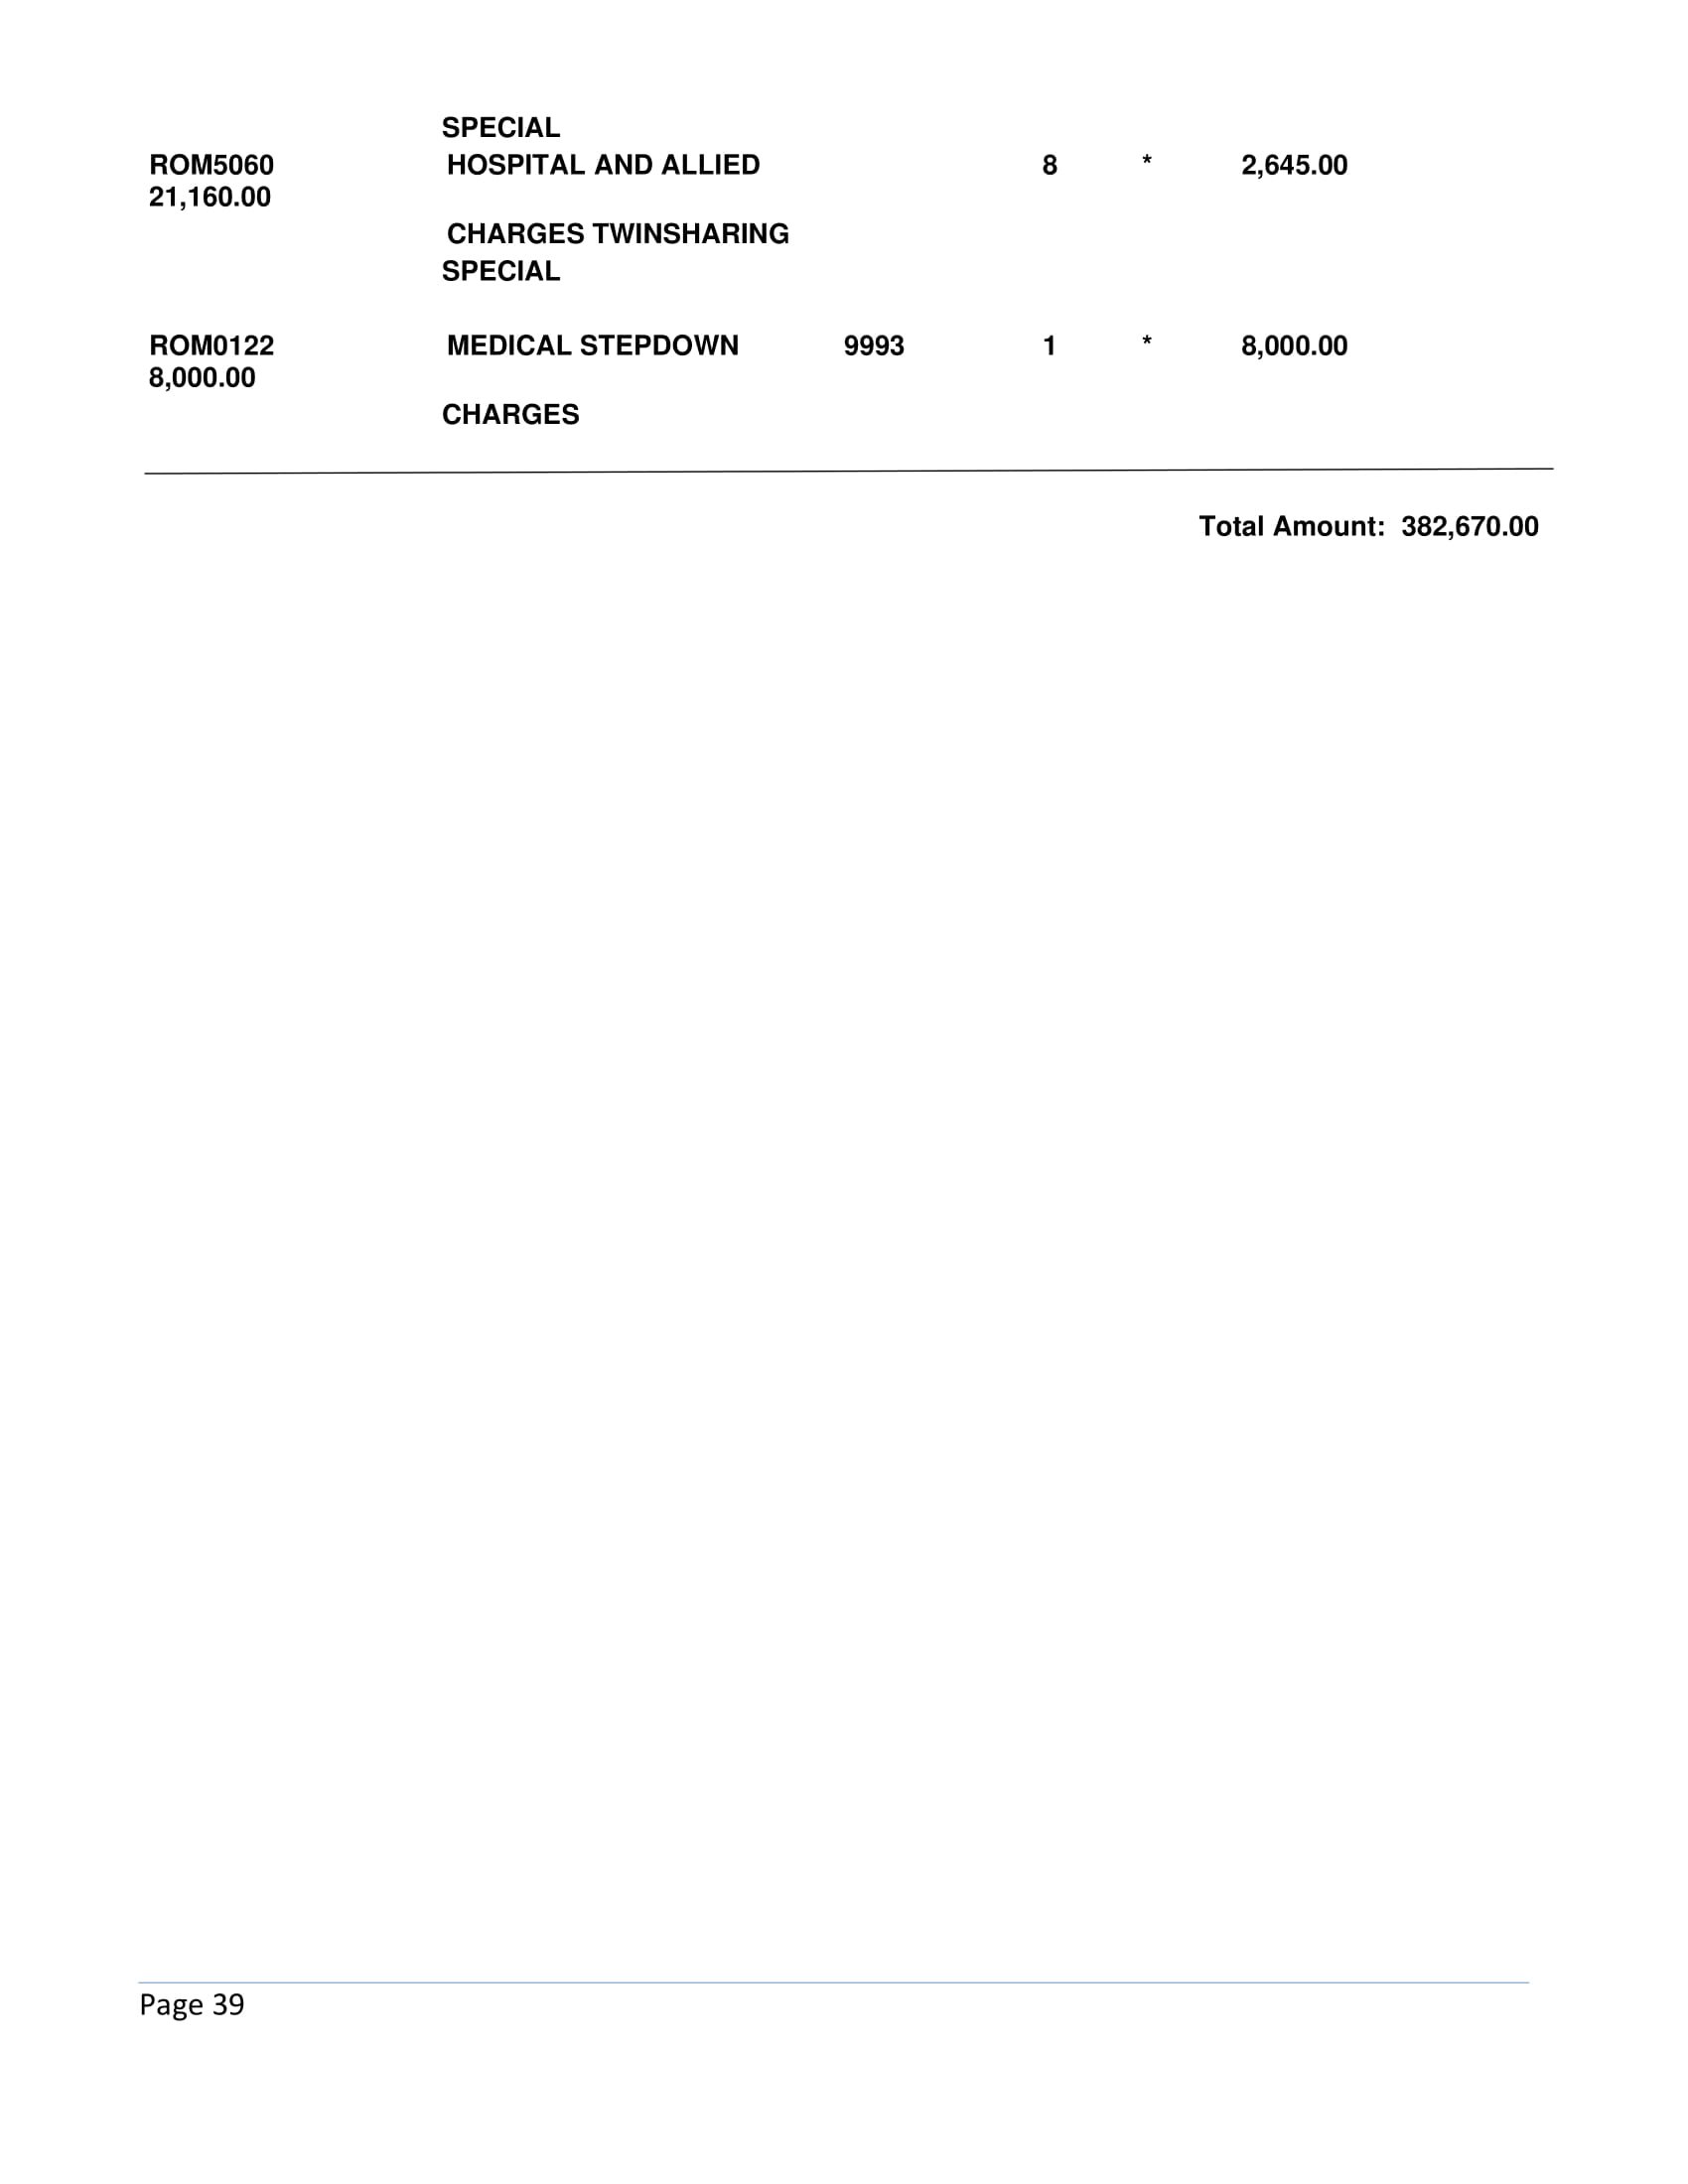 SPECIAL
ROM5060 HOSPITAL AND ALLIED 8 * 2,645.00
21,160.00
CHARGES TWINSHARING
SPECIAL
ROM0122 MEDICAL STEPDOWN 9993 1 * 8,000.00
8,000.00
CHARGES
Total Amount: 382,670.00
Page 39